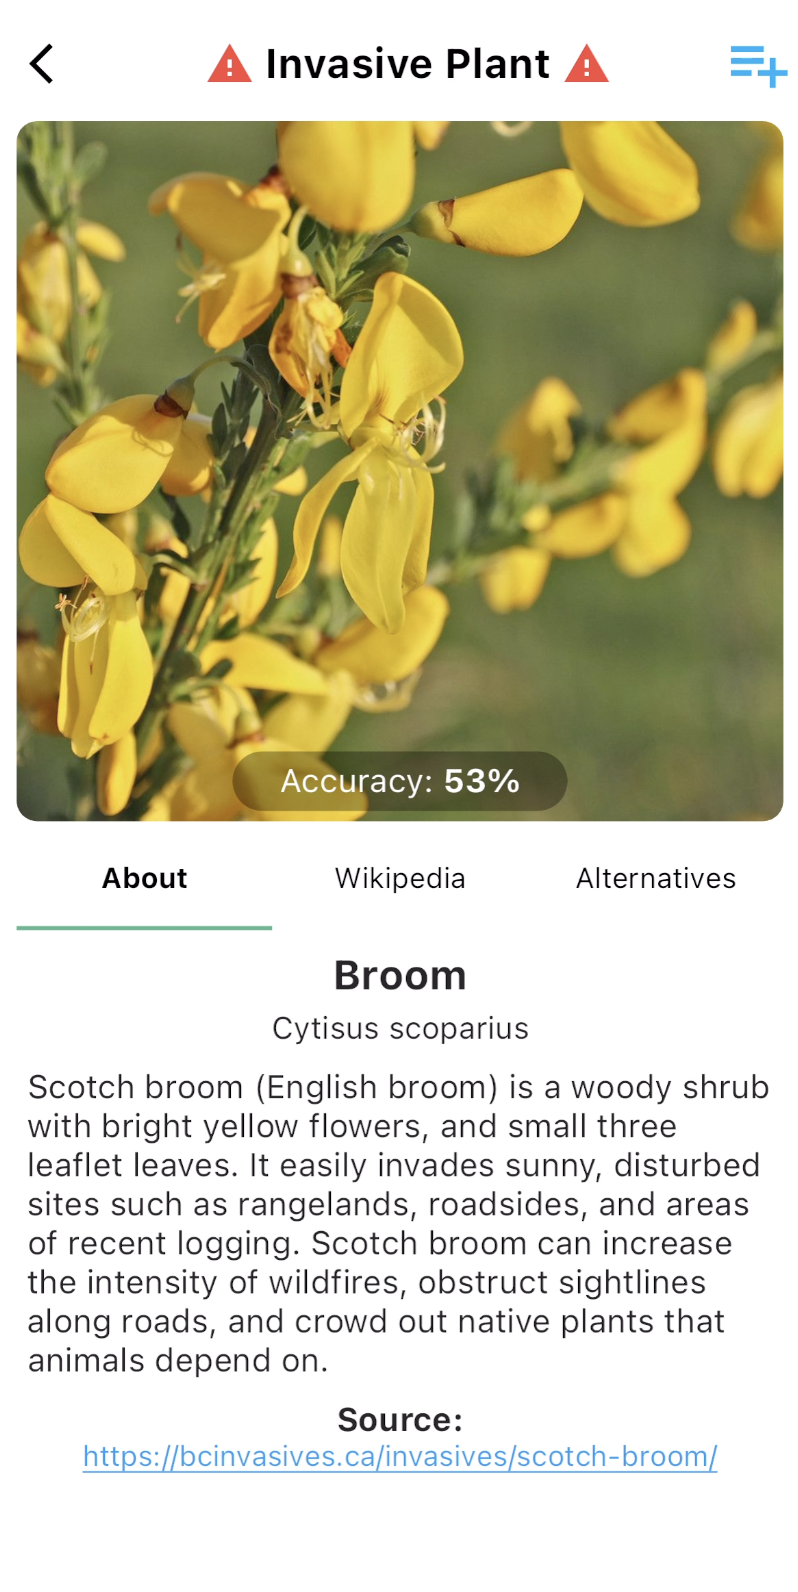 Invasive Plant
Accuracy: 53%
About Wikipedia Alternatives
Broom
Cytisus scoparius
Scotch broom (English broom) is a woody shrub
with bright yellow flowers, and small three
leaflet leaves. It easily invades sunny, disturbed
sites such as rangelands, roadsides, and areas
of recent logging. Scotch broom can increase
the intensity of wildfires, obstruct sightlines
along roads, and crowd out native plants that
animals depend on.
Source:
https://bcinvasives.ca/invasives/scotch-broom/